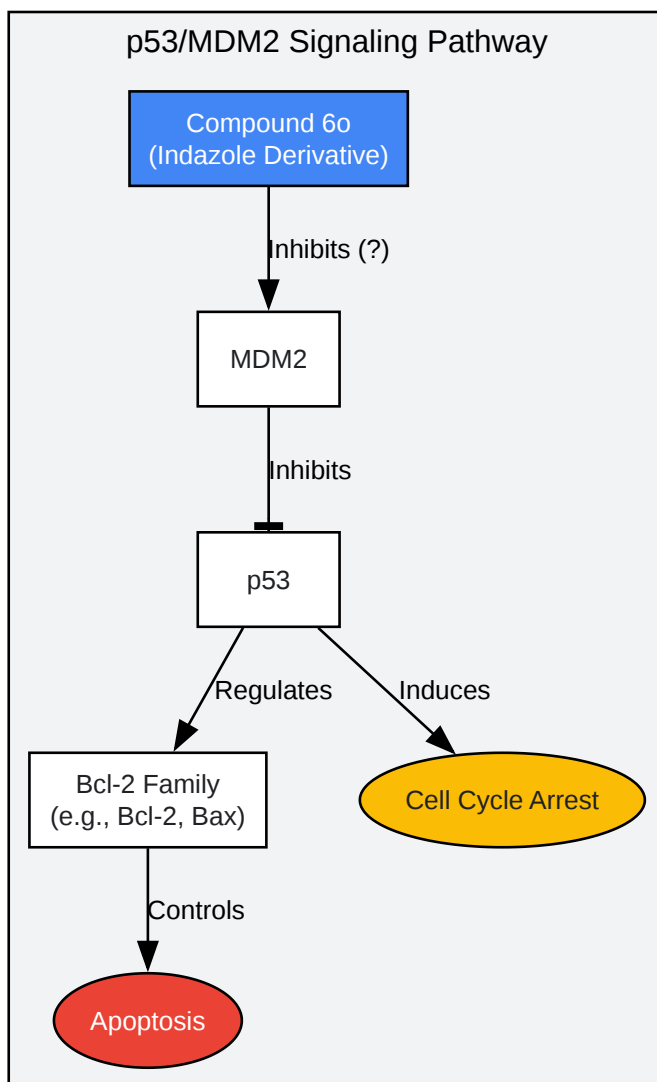 p53/MDM2 Signaling Pathway
Compound 6o
(Indazole Derivative)
Inhibits (?)
MDM2
Inhibits
p53
Regulates
Induces
Bcl-2 Family
(e.g., Bcl-2, Bax)
Cell Cycle Arrest
Controls
Apoptosis